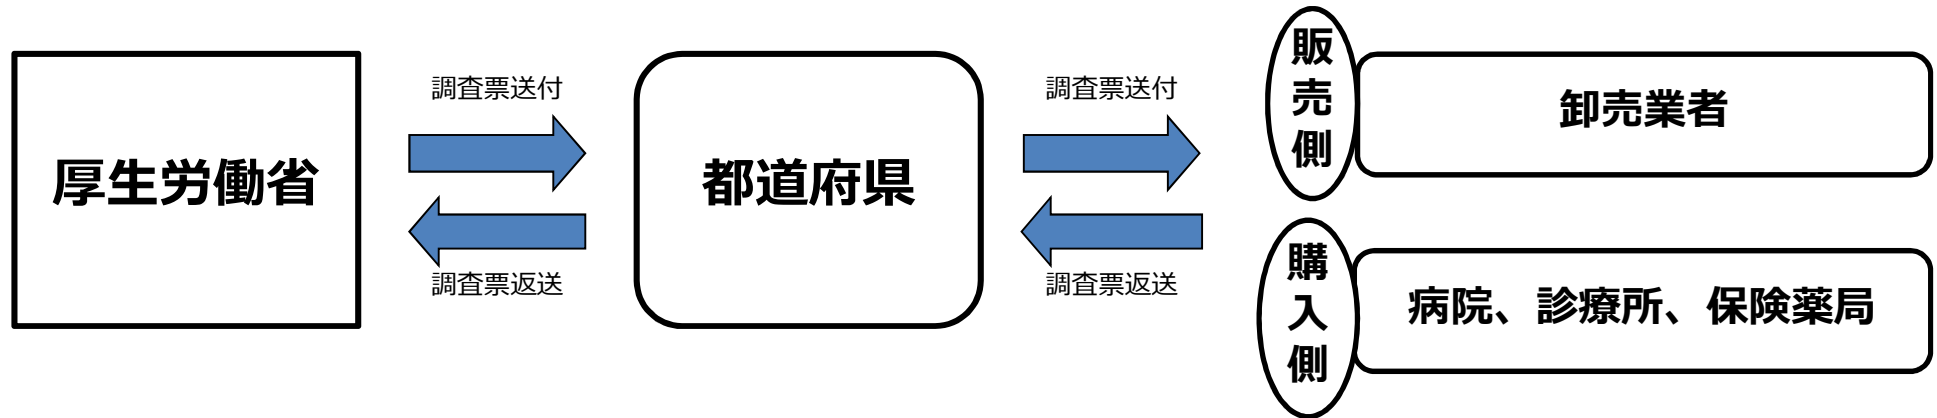 厚生労働省
調査票送付
調査票返送
都道府県
調査票送付
調査票返送
販売側
卸売業者
購入側
病院、診療所、保険薬局